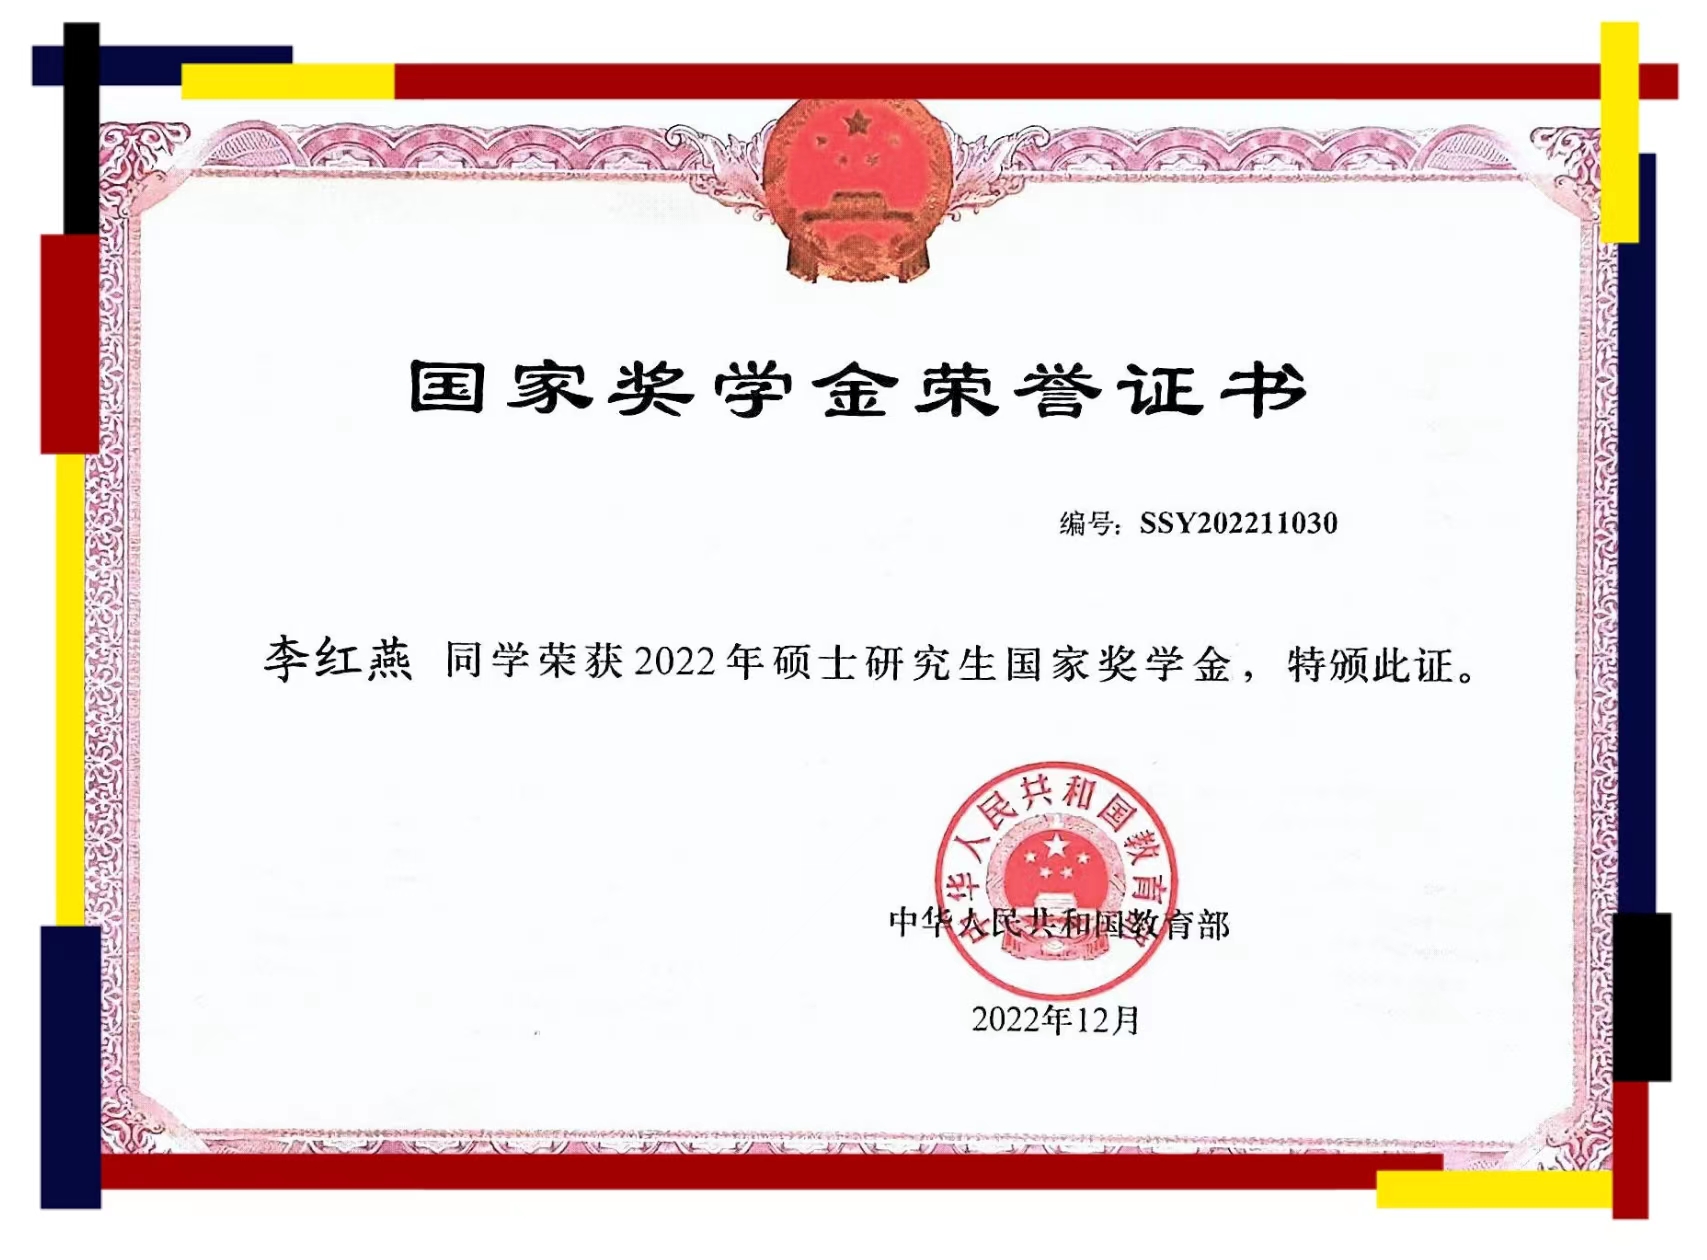 国家奖学金荣誉证书
编号：SSY202211030
李红燕 同学荣获2022年硕士研究生国家奖学金，特颁此证。
中华人民共和国教育部
中华人民共和国教育部
2022年12月